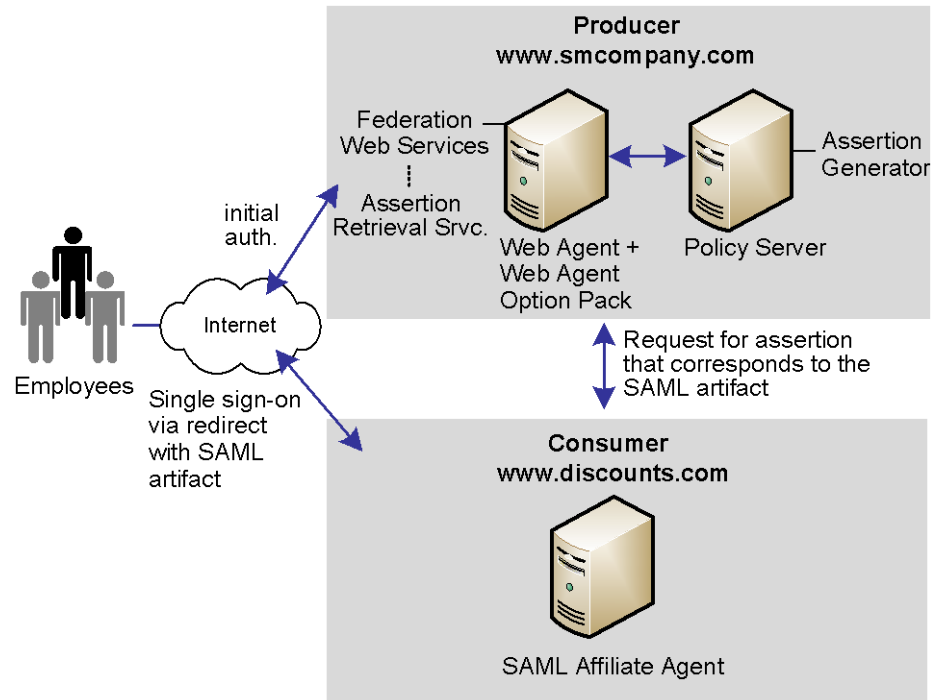 Producer
www.smcompany.com
Federation
Web Services
Assertion
Retrieval Srvc.
Web Agent +
Web Agent
Option Pack
Policy Server
Assertion
Generator
initial
auth.
Internet
Employees
Single sign-on
via redirect
with SAML
artifact
Request for assertion
that corresponds to the
SAML artifact
Consumer
www.discounts.com
SAML Affiliate Agent